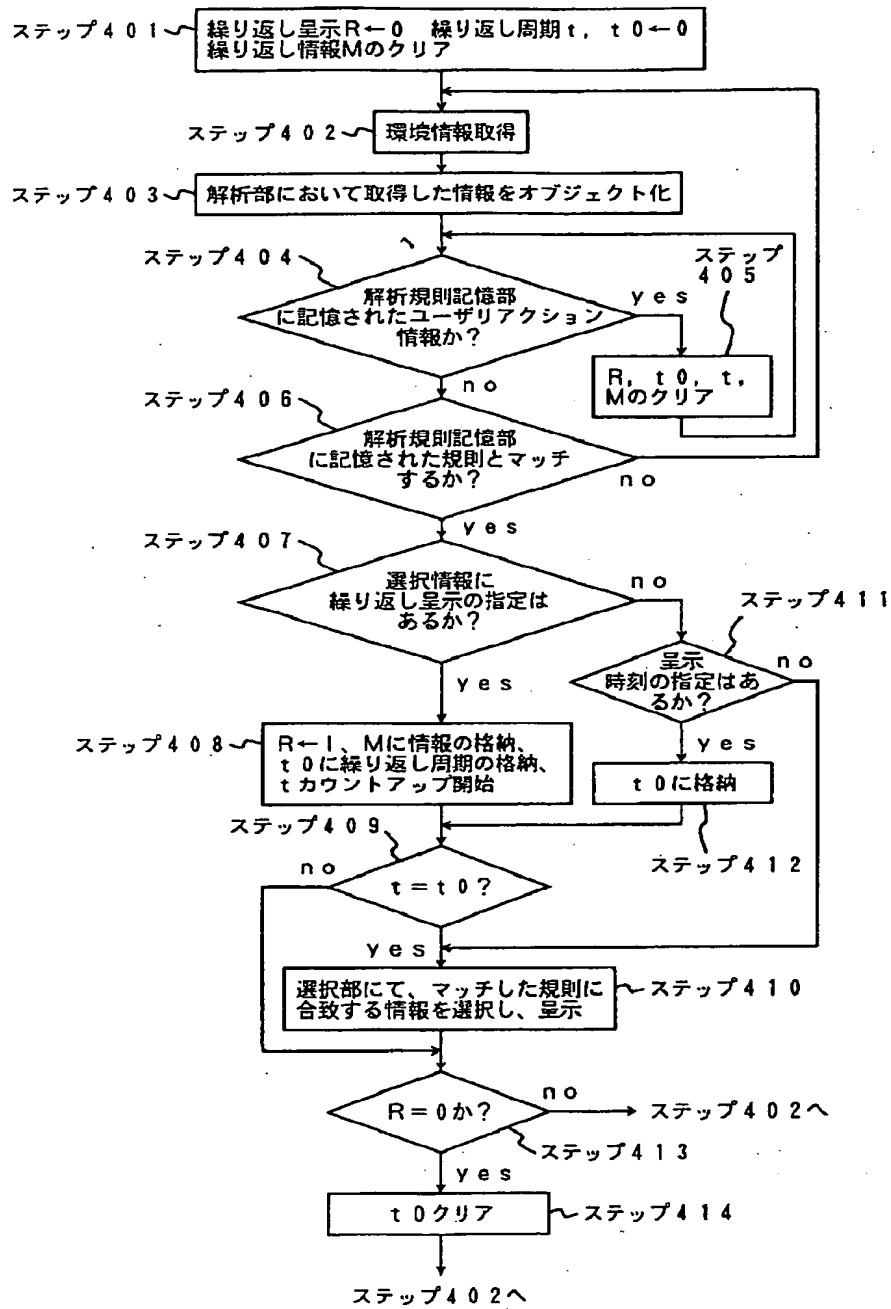 ステップ401
繰り返し呈示R←0 繰り返し周期t，t0←0
繰り返し情報Mのクリア
ステップ402
環境情報取得
ステップ403
解析部において取得した情報をオブジェクト化
ステップ404
解析規則記憶部
に記憶されたユーザリアクション
情報か？
yes
ステップ
405
R，t0，t，
Mのクリア
no
ステップ406
解析規則記憶部
に記憶された規則とマッチ
するか？
no
yes
ステップ407
選択情報に
繰り返し呈示の指定は
あるか？
no
ステップ411
呈示
時刻の指定はあ
るか？
no
yes
yes
ステップ408
R←1、Mに情報の格納、
t0に繰り返し周期の格納、
tカウントアップ開始
t0に格納
ステップ409
ステップ412
no
t＝t0？
yes
選択部にて、マッチした規則に
合致する情報を選択し、呈示
ステップ410
R＝0か？
no
ステップ402へ
ステップ413
yes
t0クリア
ステップ414
ステップ402へ